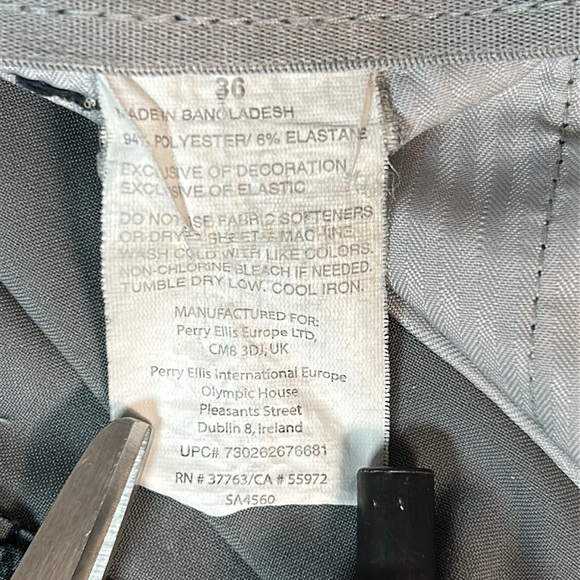 36
MADE IN BANGLADESH
94% POLYESTER/ 6% ELASTANE
EXCLUSIVE OF DECORATION
EXCLUSIVE OF ELASTIC
DO NOT USE FABRIC SOFTENERS
OR DRYER SHEETS. MACHINE
WASH COLD WITH LIKE COLORS.
NON-CHLORINE BLEACH IF NEEDED.
TUMBLE DRY LOW. COOL IRON.
MANUFACTURED FOR:
Perry Ellis Europe LTD,
CM8 3DJ, UK
Perry Ellis International Europe
Olympic House
Pleasants Street
Dublin 8, Ireland
UPC# 730262676681
RN # 37763/CA # 55972
SA4560